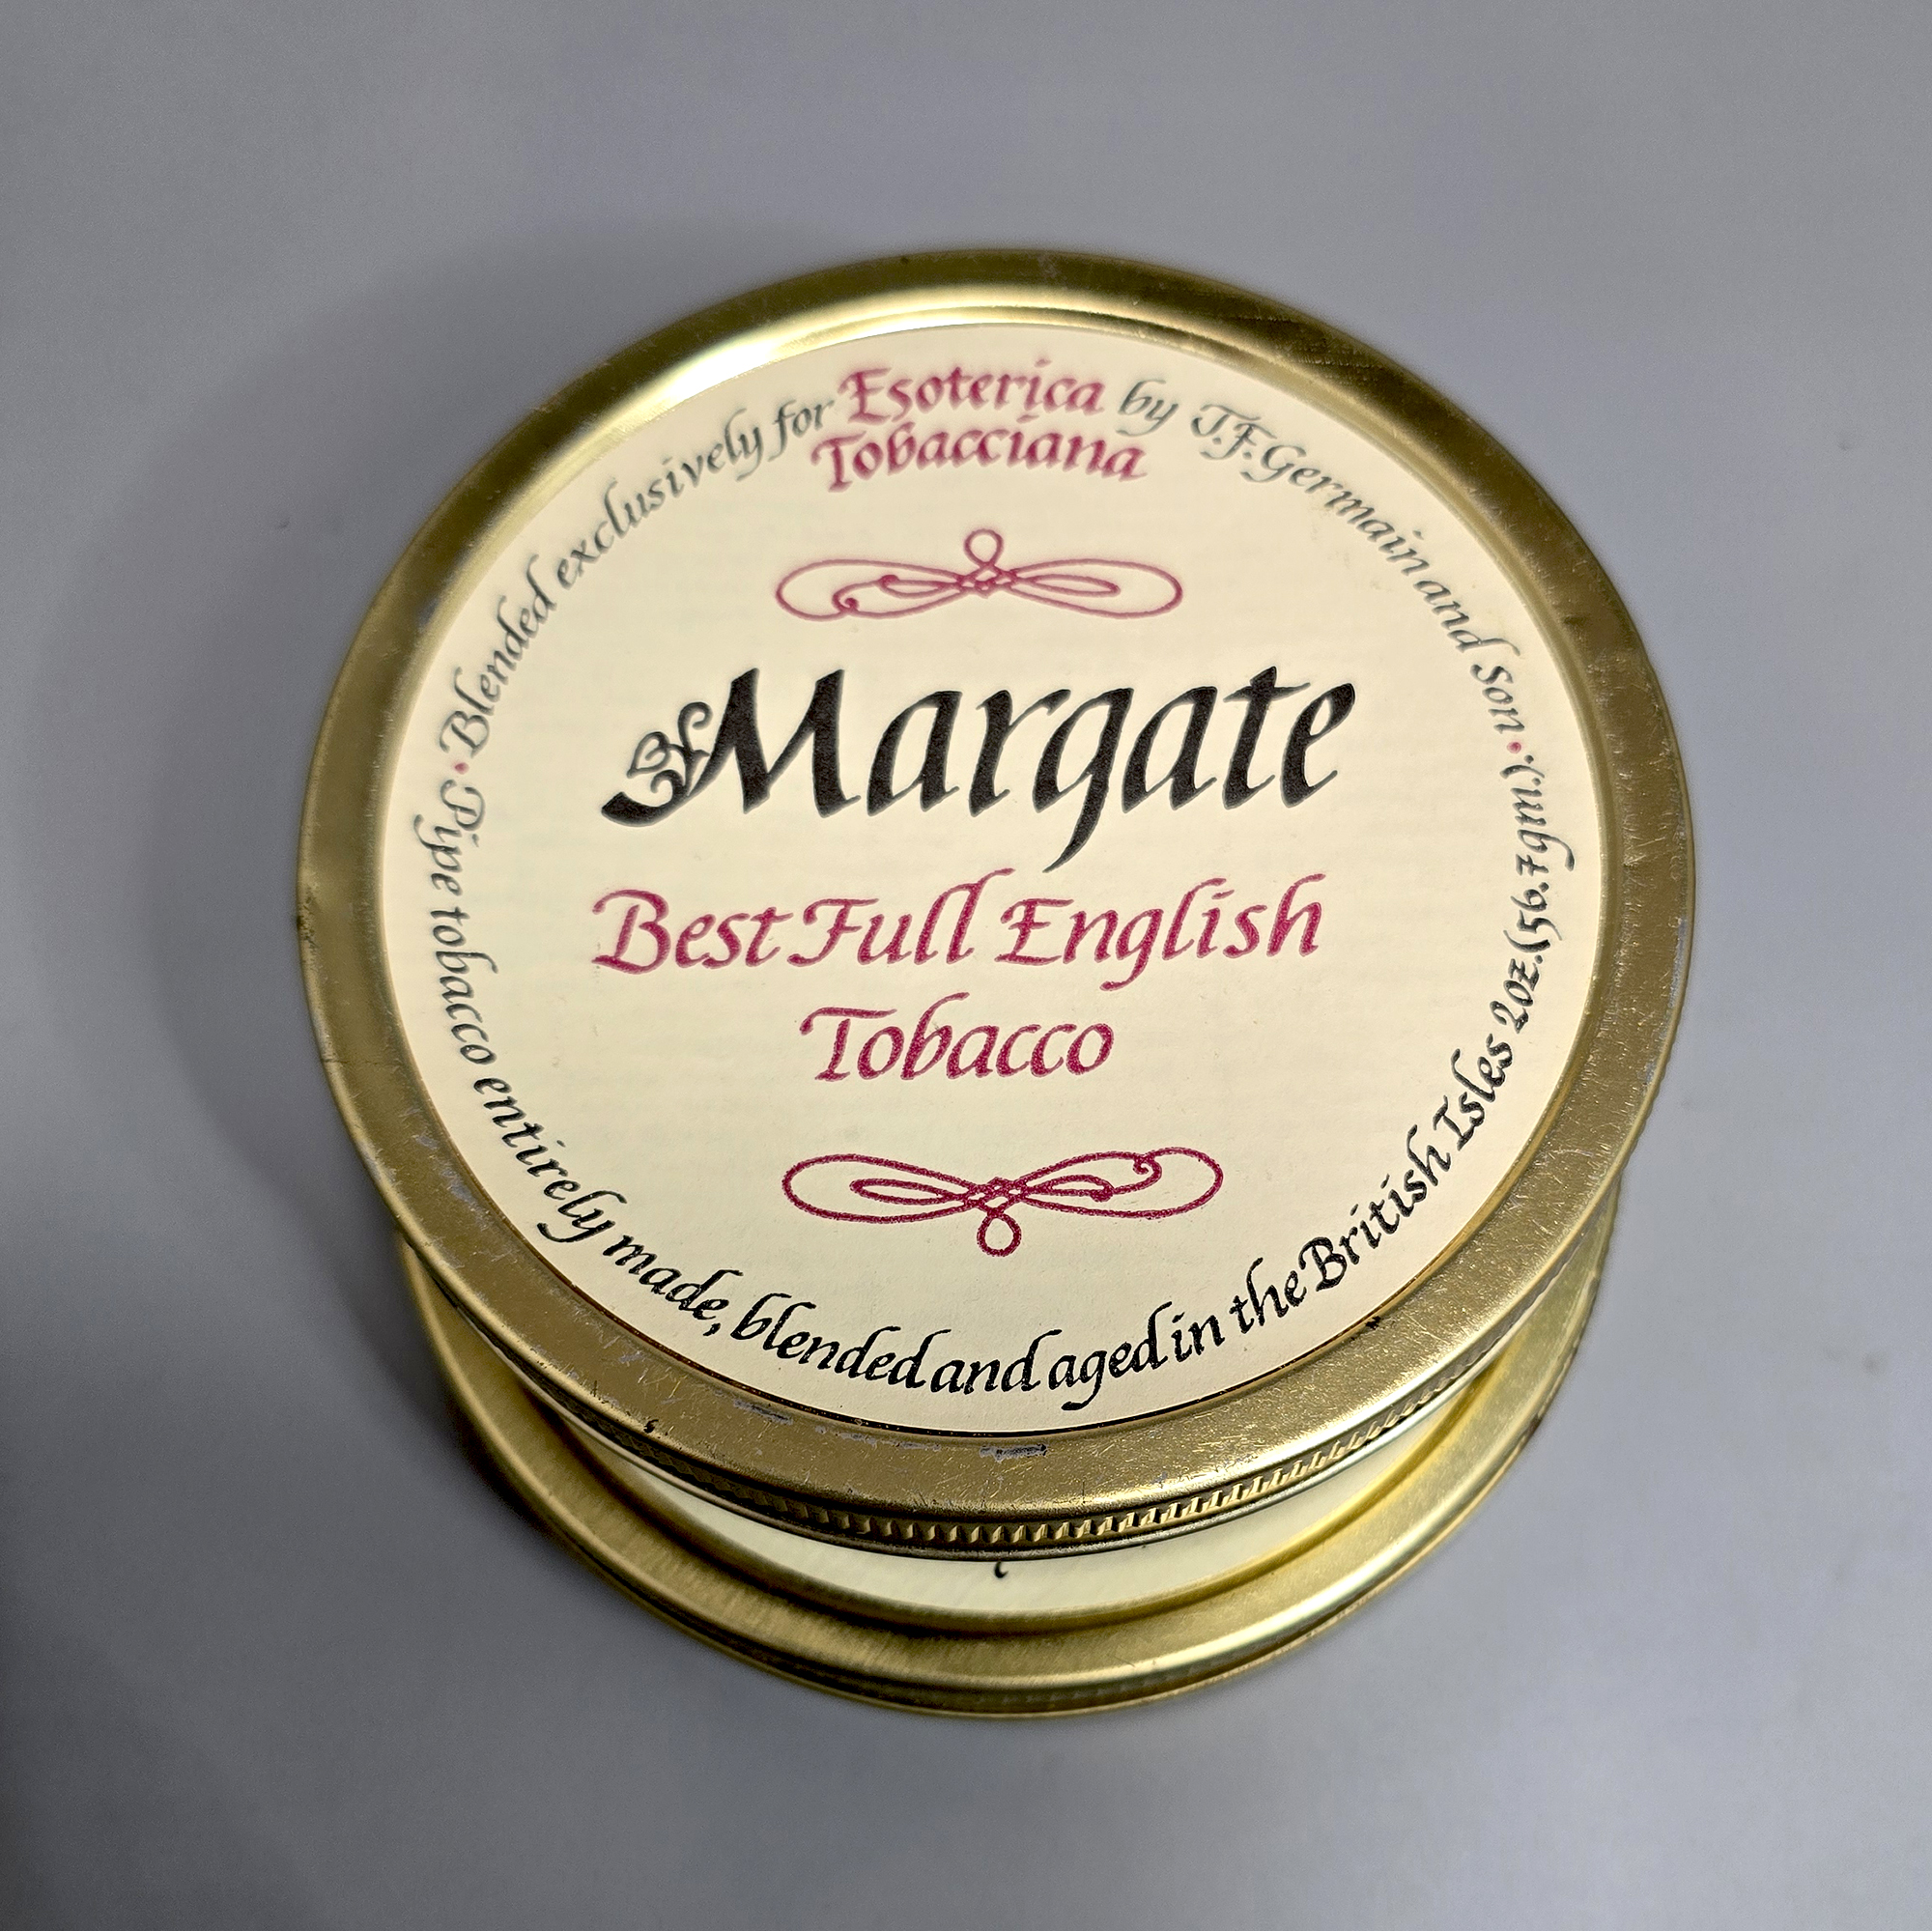 • Blended exclusively for Esoterica Tobacciana by J.F. Germain and Son •
Margate
Best Full English
Tobacco
Pipe tobacco entirely made, blended and aged in the British Isles 2oz. (56.7gm.).